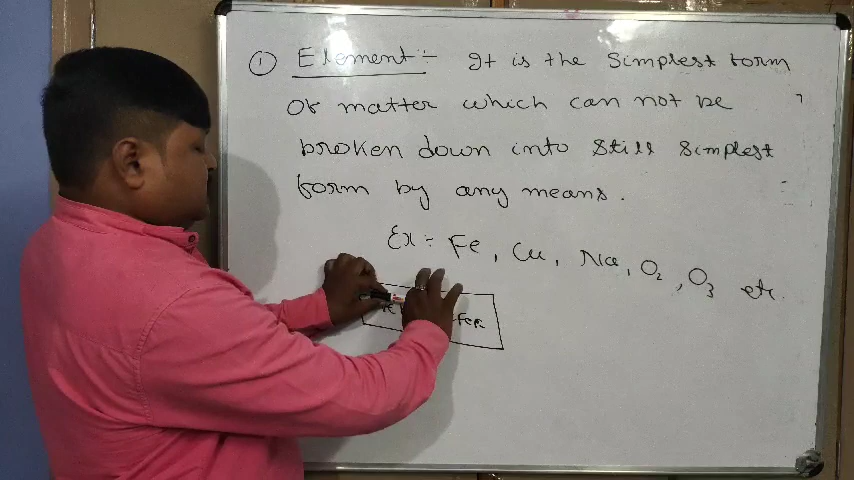 ① Element :- It is the simplest form
of matter which can not be
broken down into still simplest
form by any means.
Ex :- Fe, Cu, Na, O₂, O₃ etc.